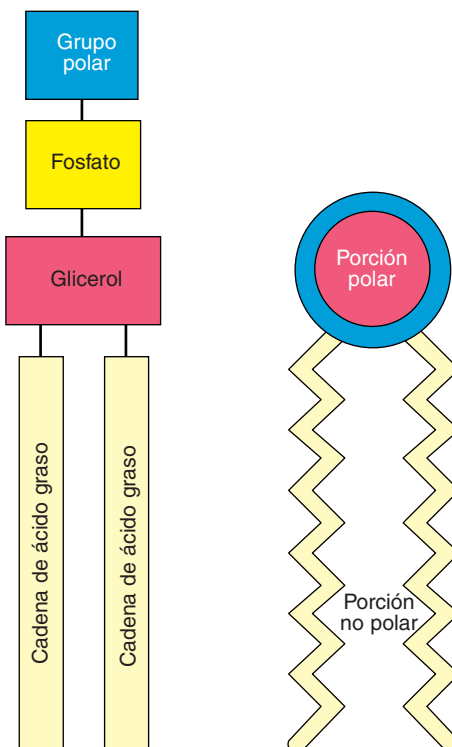 Grupo
polar
Fosfato
Glicerol
Cadena de ácido graso
Cadena de ácido graso
Porción
polar
Porción
no polar